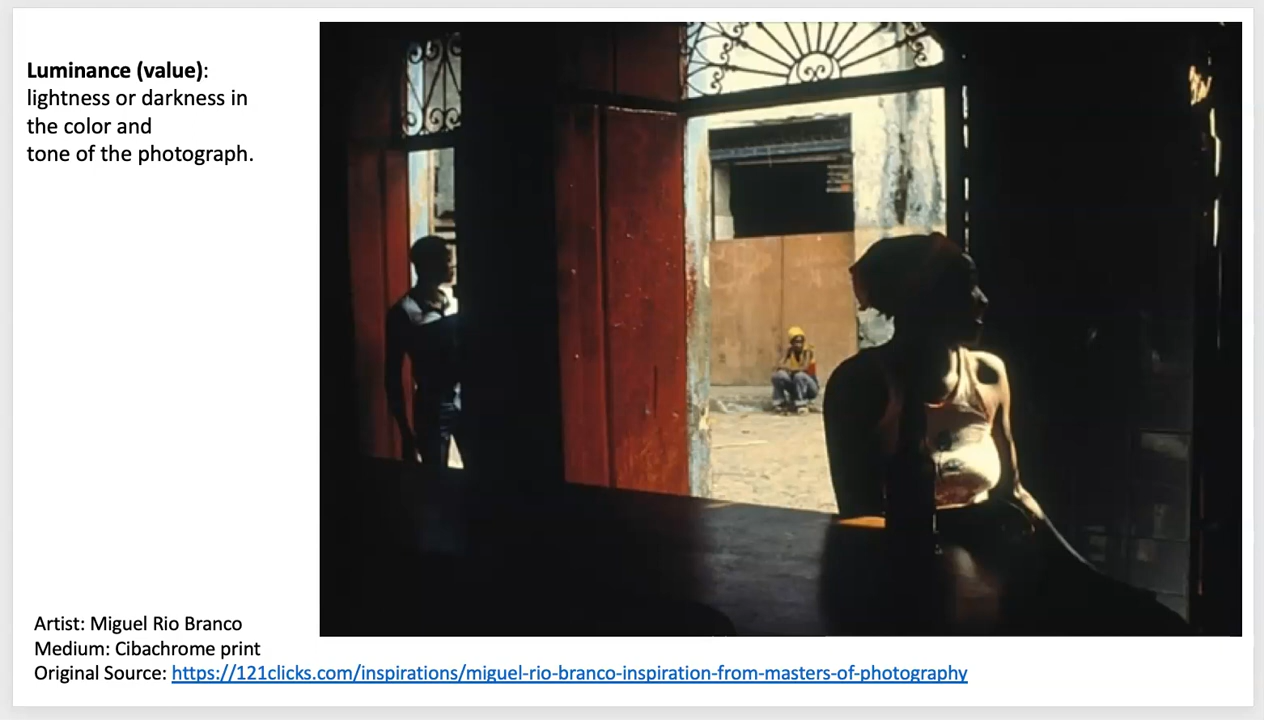 Luminance (value):
lightness or darkness in
the color and
tone of the photograph.
Artist: Miguel Rio Branco
Medium: Cibachrome print
Original Source: https://121clicks.com/inspirations/miguel-rio-branco-inspiration-from-masters-of-photography